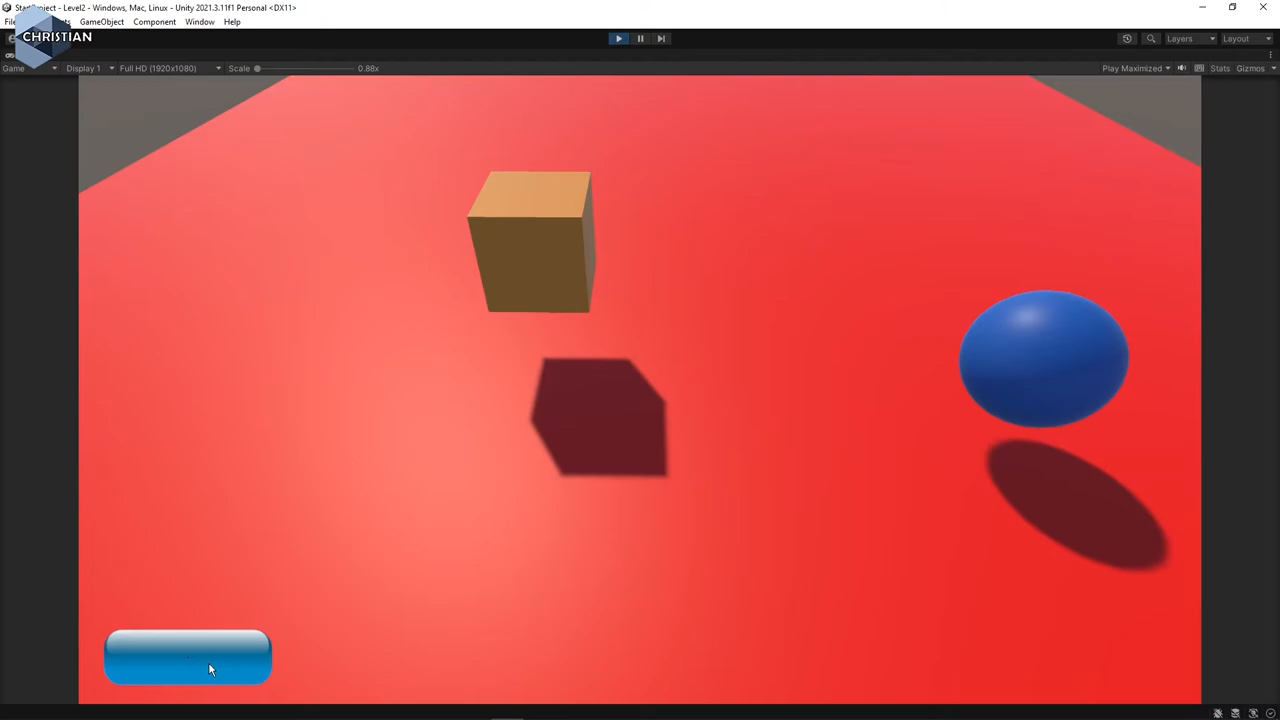 StartProject - Level2 - Windows, Mac, Linux - Unity 2021.3.11f1 Personal <DX11>
GameObject Component Window Help
CHRISTIAN
Layers Layout
Game Display 1 Full HD (1920x1080) Scale 0.88x Play Maximized Stats Gizmos